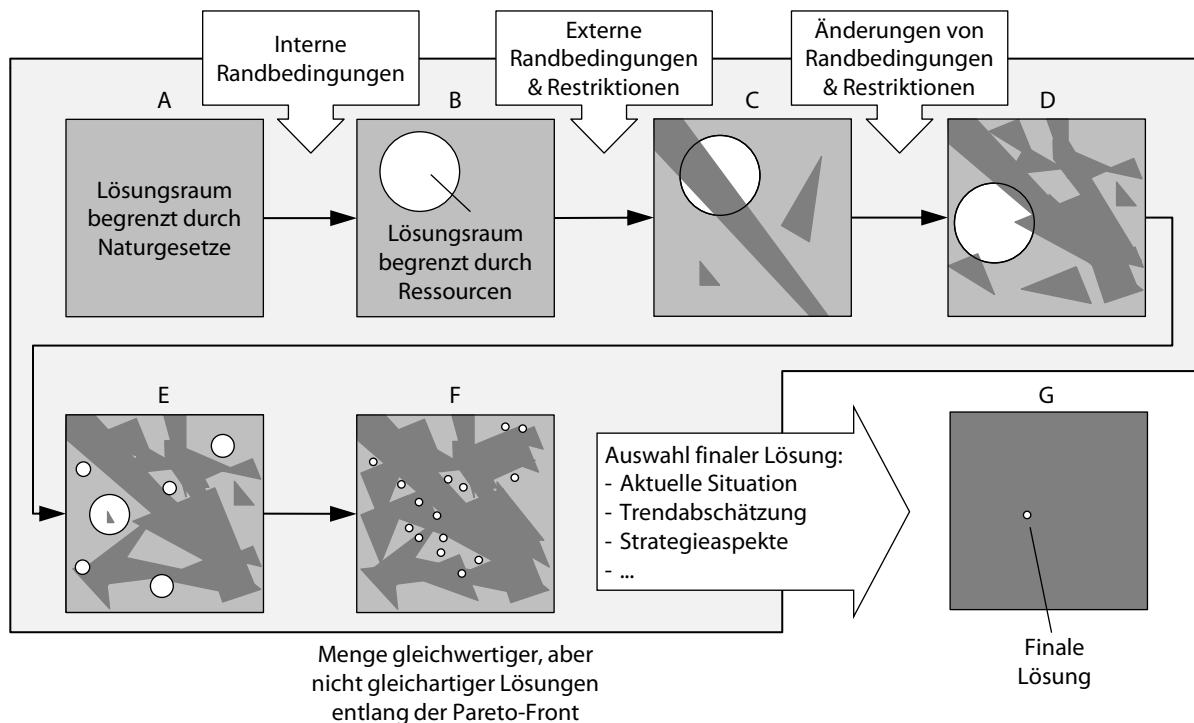 Interne
Randbedingungen
Externe
Randbedingungen
& Restriktionen
Änderungen von
Randbedingungen
& Restriktionen
A
B
C
D
Lösungsraum
begrenzt durch
Naturgesetze
Lösungsraum
begrenzt durch
Ressourcen
E
F
G
Auswahl finaler Lösung:
- Aktuelle Situation
- Trendabschätzung
- Strategieaspekte
- ...
Menge gleichwertiger, aber
nicht gleichartiger Lösungen
entlang der Pareto-Front
Finale
Lösung